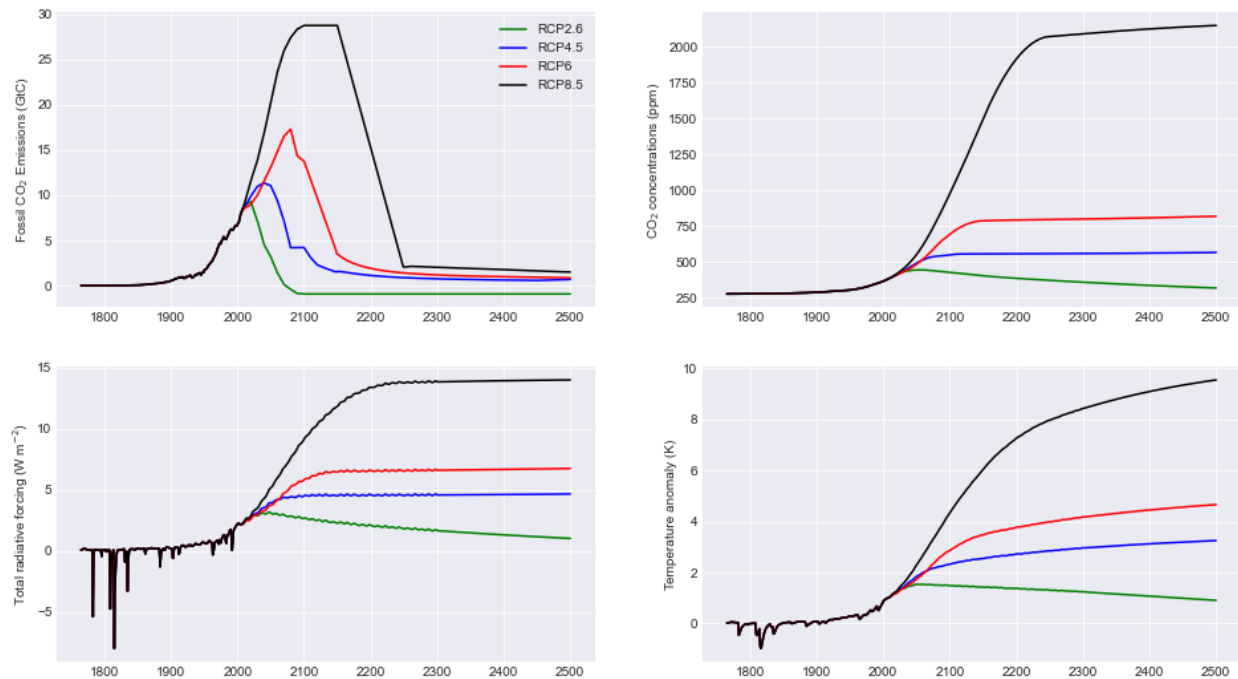 30
25
20
15
10
5
0
Fossil CO₂ Emissions (GtC)
RCP2.6
RCP4.5
RCP6
RCP8.5
1800 1900 2000 2100 2200 2300 2400 2500
2000
1750
1500
1250
1000
750
500
250
CO₂ concentrations (ppm)
1800 1900 2000 2100 2200 2300 2400 2500
15
10
5
0
−5
Total radiative forcing (W m⁻²)
1800 1900 2000 2100 2200 2300 2400 2500
10
8
6
4
2
0
Temperature anomaly (K)
1800 1900 2000 2100 2200 2300 2400 2500